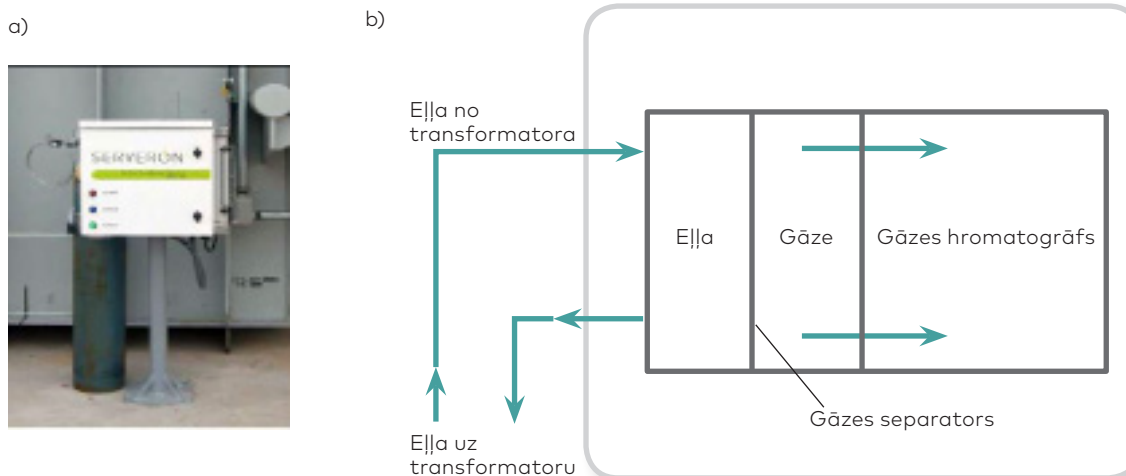 a)
SERVERON
b)
Eļļa no
transformatora
Eļļa
Gāze
Gāzes hromatogrāfs
Gāzes separators
Eļļa uz
transformatoru